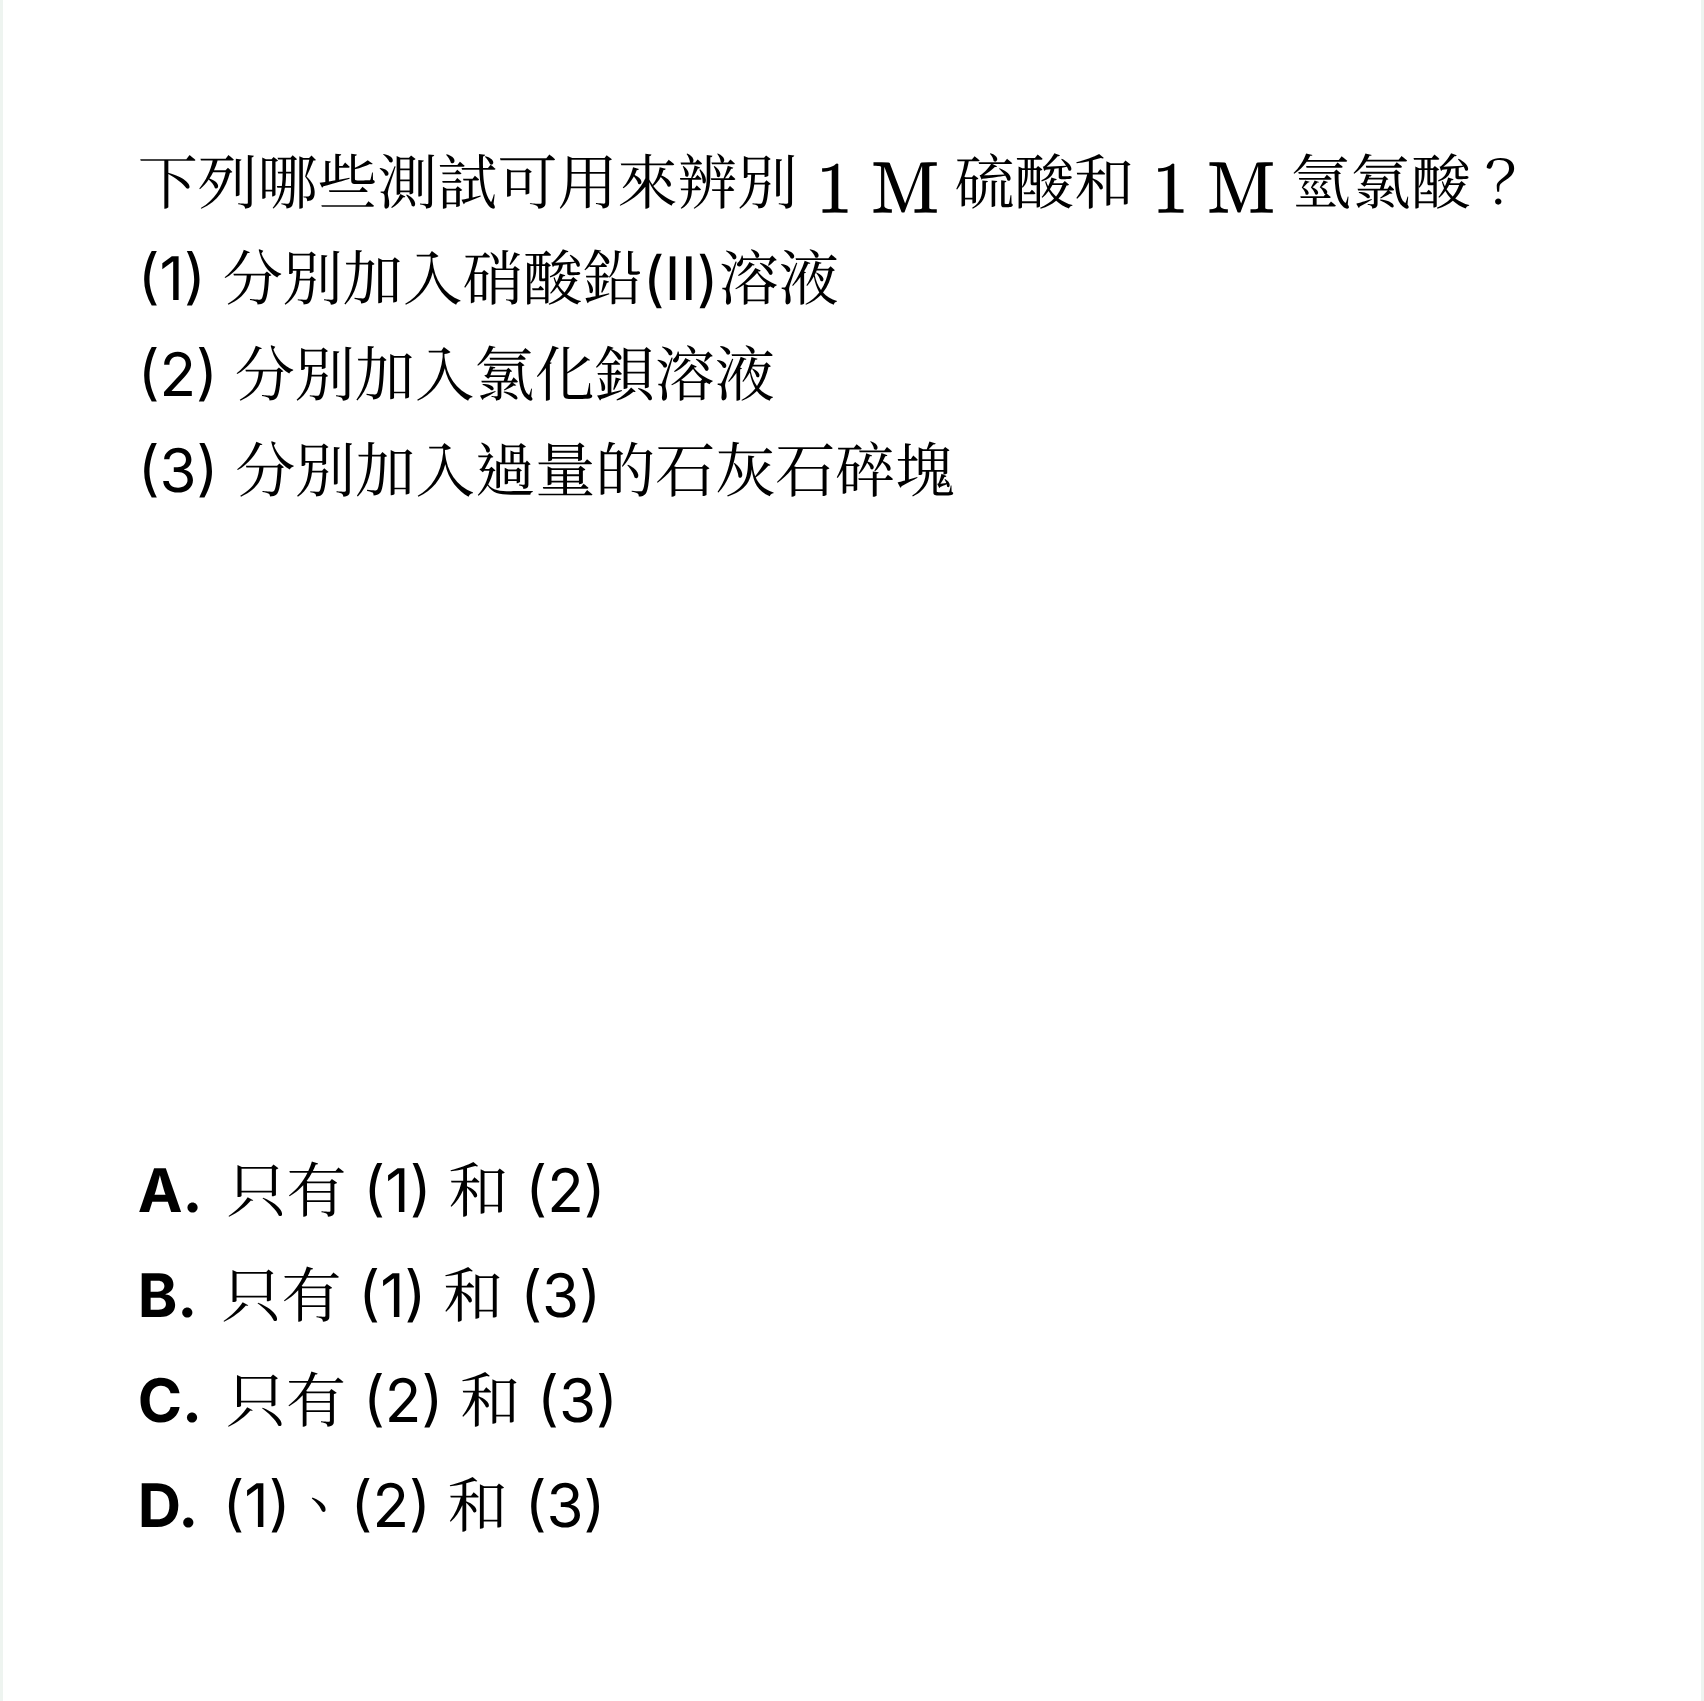 下列哪些測試可用來辨別 1 M 硫酸和 1 M 氫氯酸？
(1) 分別加入硝酸鉛(II)溶液
(2) 分別加入氯化鋇溶液
(3) 分別加入過量的石灰石碎塊
A. 只有 (1) 和 (2)
B. 只有 (1) 和 (3)
C. 只有 (2) 和 (3)
D. (1)、(2) 和 (3)